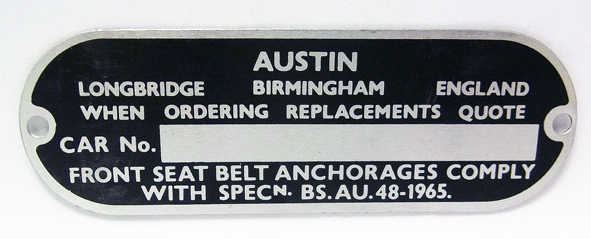 AUSTIN
LONGBRIDGE BIRMINGHAM ENGLAND
WHEN ORDERING REPLACEMENTS QUOTE
CAR No.
FRONT SEAT BELT ANCHORAGES COMPLY
WITH SPECN. BS.AU.48-1965.